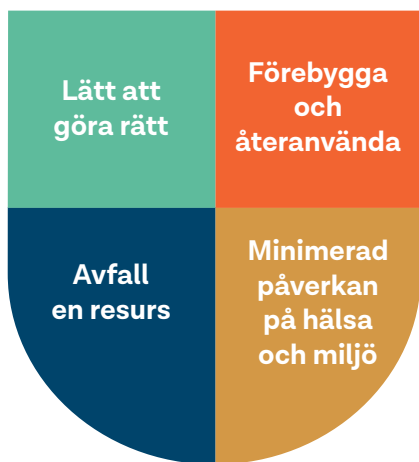 Lätt att
göra rätt
Förebygga
och
återanvända
Avfall
en resurs
Minimerad
påverkan
på hälsa
och miljö